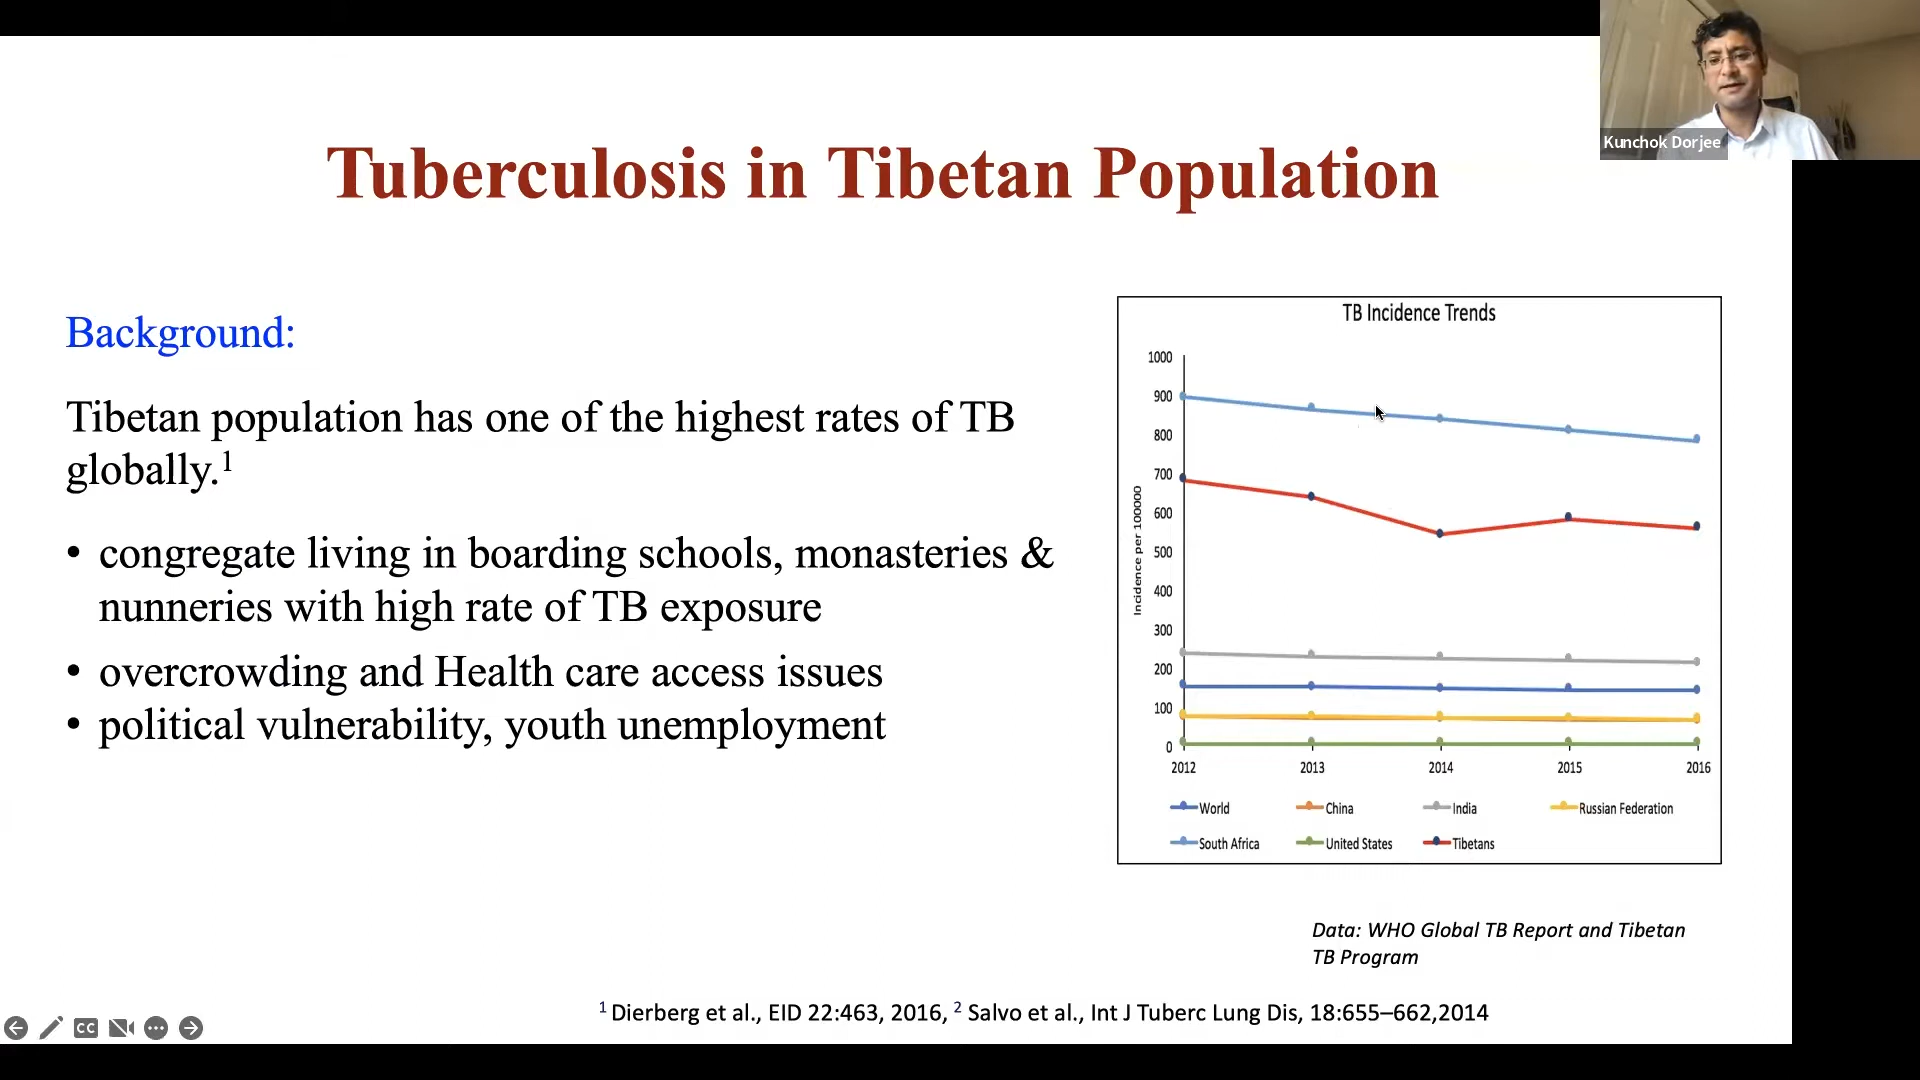 Kunchok Dorjee
Tuberculosis in Tibetan Population
Background:
Tibetan population has one of the highest rates of TB
globally.¹
• congregate living in boarding schools, monasteries &
nunneries with high rate of TB exposure
• overcrowding and Health care access issues
• political vulnerability, youth unemployment
TB Incidence Trends
Incidence per 100000
1000
900
800
700
600
500
400
300
200
100
0
2012 2013 2014 2015 2016
World China India Russian Federation
South Africa United States Tibetans
Data: WHO Global TB Report and Tibetan
TB Program
¹ Dierberg et al., EID 22:463, 2016, ² Salvo et al., Int J Tuberc Lung Dis, 18:655–662,2014
CC